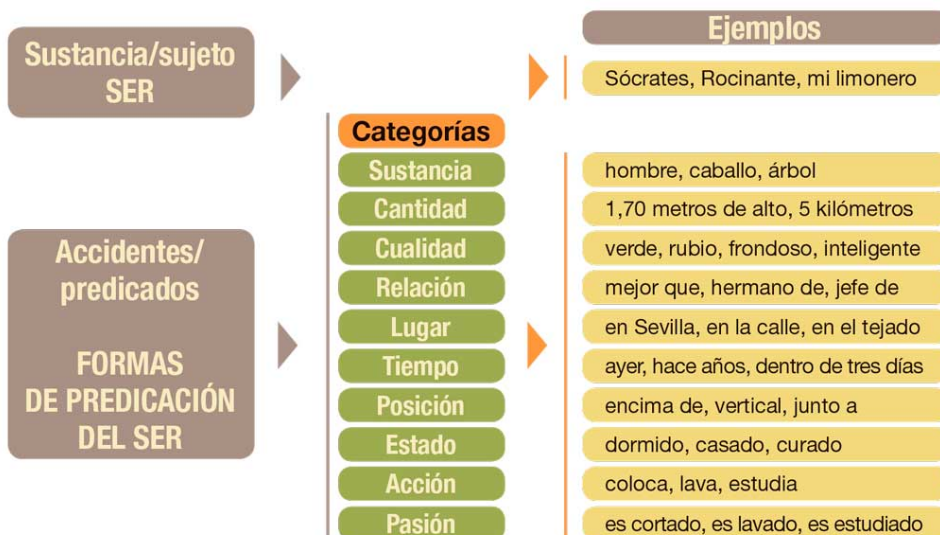 Ejemplos
Sustancia/sujeto
SER
Sócrates, Rocinante, mi limonero
Categorías
Accidentes/
predicados
FORMAS
DE PREDICACIÓN
DEL SER
Sustancia
hombre, caballo, árbol
Cantidad
1,70 metros de alto, 5 kilómetros
Cualidad
verde, rubio, frondoso, inteligente
Relación
mejor que, hermano de, jefe de
Lugar
en Sevilla, en la calle, en el tejado
Tiempo
ayer, hace años, dentro de tres días
Posición
encima de, vertical, junto a
Estado
dormido, casado, curado
Acción
coloca, lava, estudia
Pasión
es cortado, es lavado, es estudiado